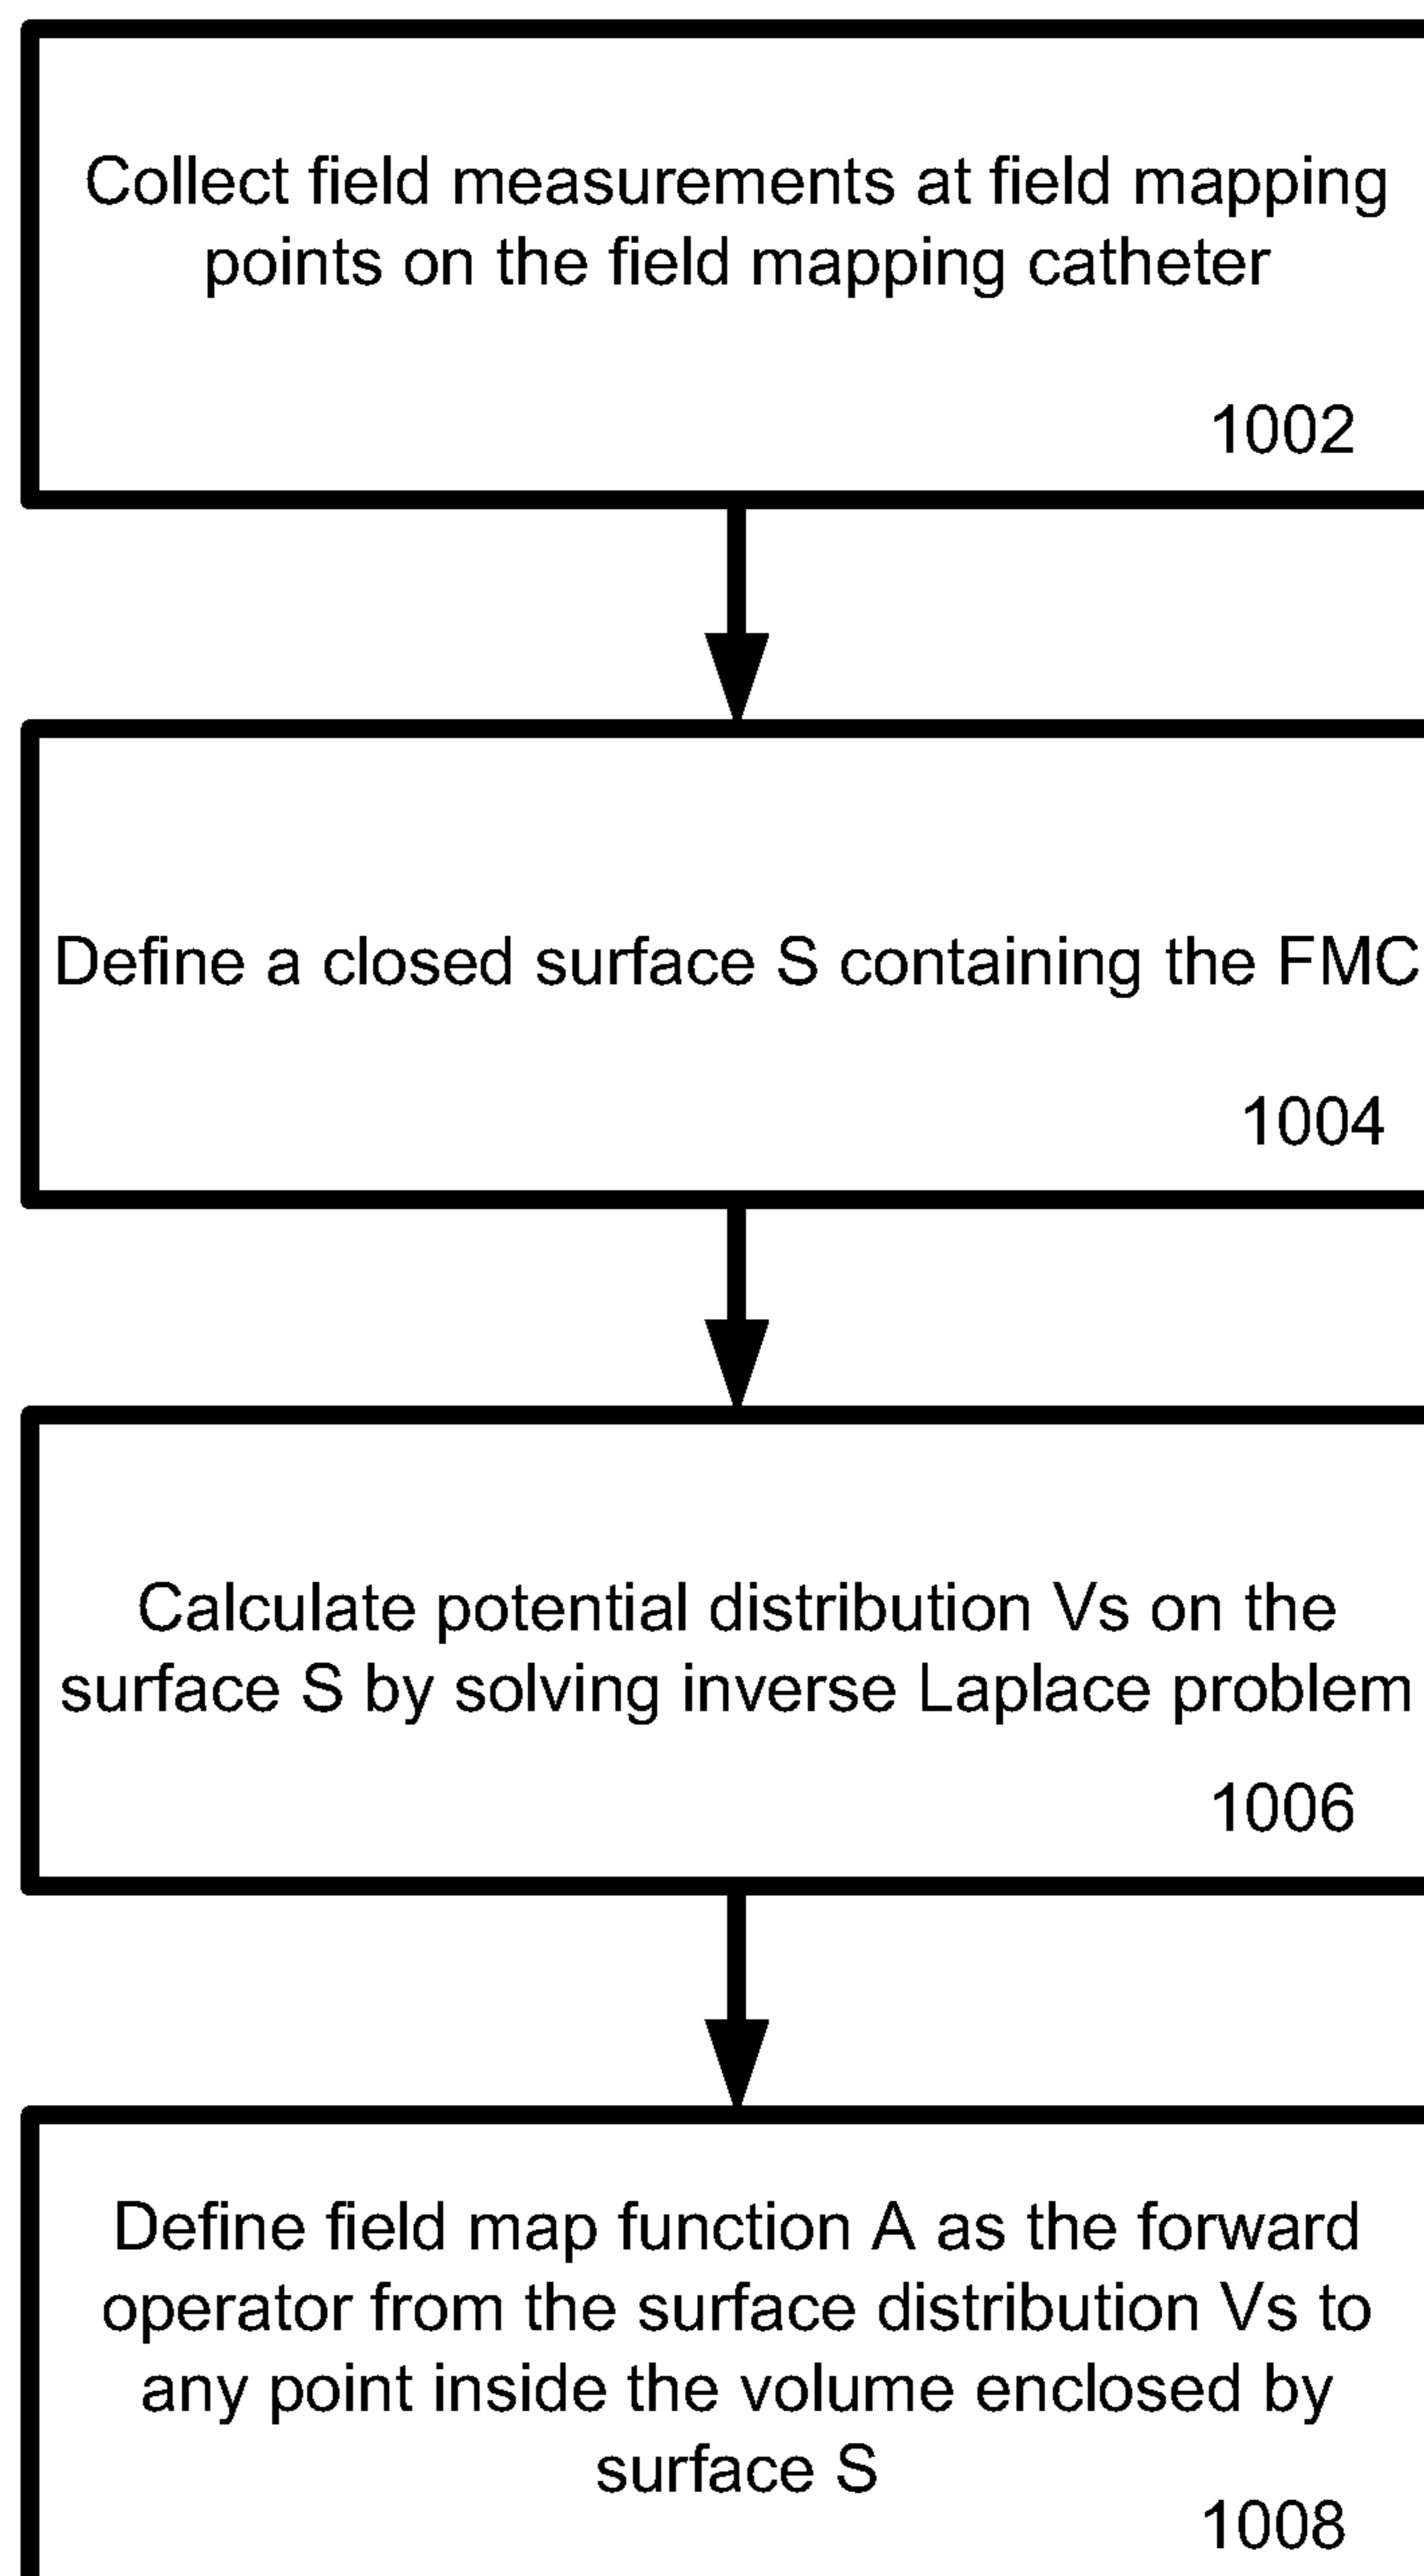 Collect field measurements at field mapping
points on the field mapping catheter
1002
Define a closed surface S containing the FMC
1004
Calculate potential distribution Vs on the
surface S by solving inverse Laplace problem
1006
Define field map function A as the forward
operator from the surface distribution Vs to
any point inside the volume enclosed by
surface S
1008